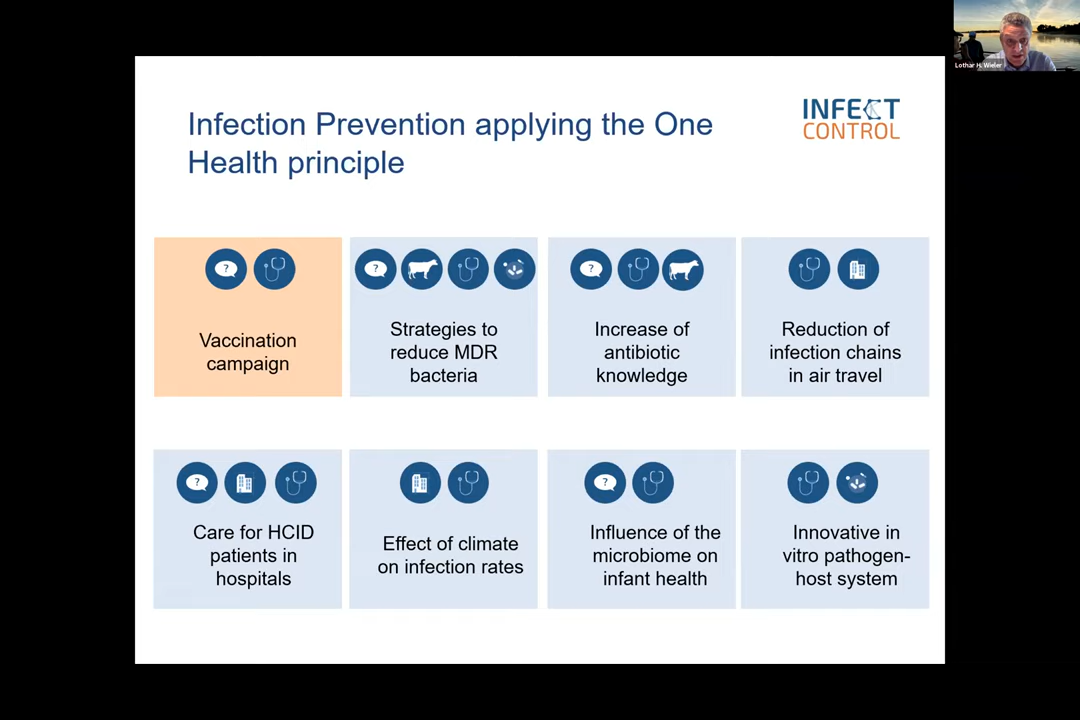 Lothar H. Wieler
Infection Prevention applying the One
Health principle
INFECT
CONTROL
?
Vaccination
campaign
?
Strategies to
reduce MDR
bacteria
?
Increase of
antibiotic
knowledge
Reduction of
infection chains
in air travel
?
Care for HCID
patients in
hospitals
Effect of climate
on infection rates
?
Influence of the
microbiome on
infant health
Innovative in
vitro pathogen-
host system